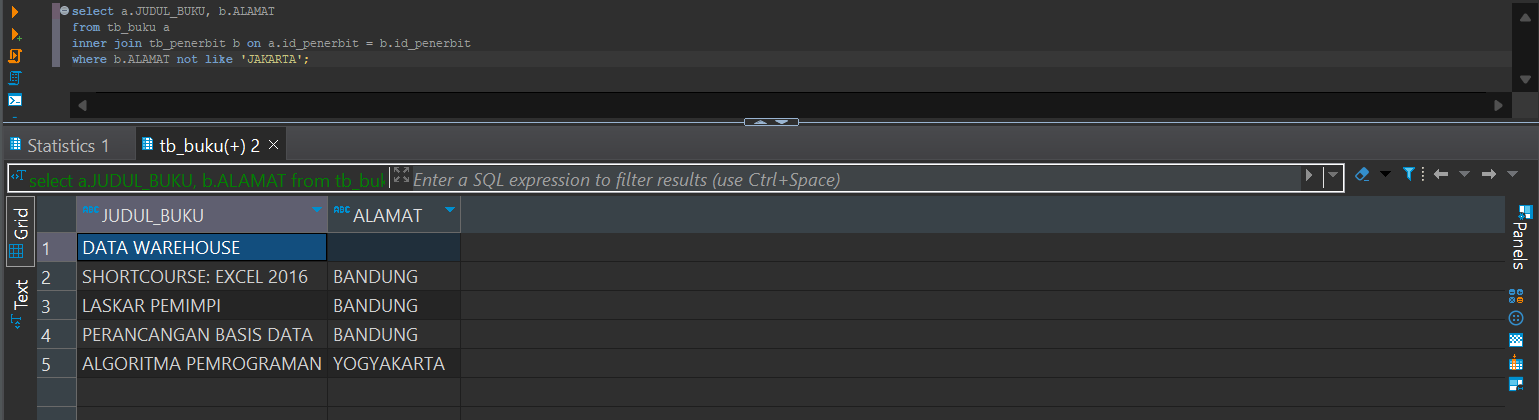 select a.JUDUL_BUKU, b.ALAMAT
from tb_buku a
inner join tb_penerbit b on a.id_penerbit = b.id_penerbit
where b.ALAMAT not like 'JAKARTA';
Statistics 1
tb_buku(+) 2
select a.JUDUL_BUKU, b.ALAMAT from tb_buk
Enter a SQL expression to filter results (use Ctrl+Space)
Grid
Text
ABC JUDUL_BUKU ABC ALAMAT
1 DATA WAREHOUSE
2 SHORTCOURSE: EXCEL 2016 BANDUNG
3 LASKAR PEMIMPI BANDUNG
4 PERANCANGAN BASIS DATA BANDUNG
5 ALGORITMA PEMROGRAMAN YOGYAKARTA
Panels